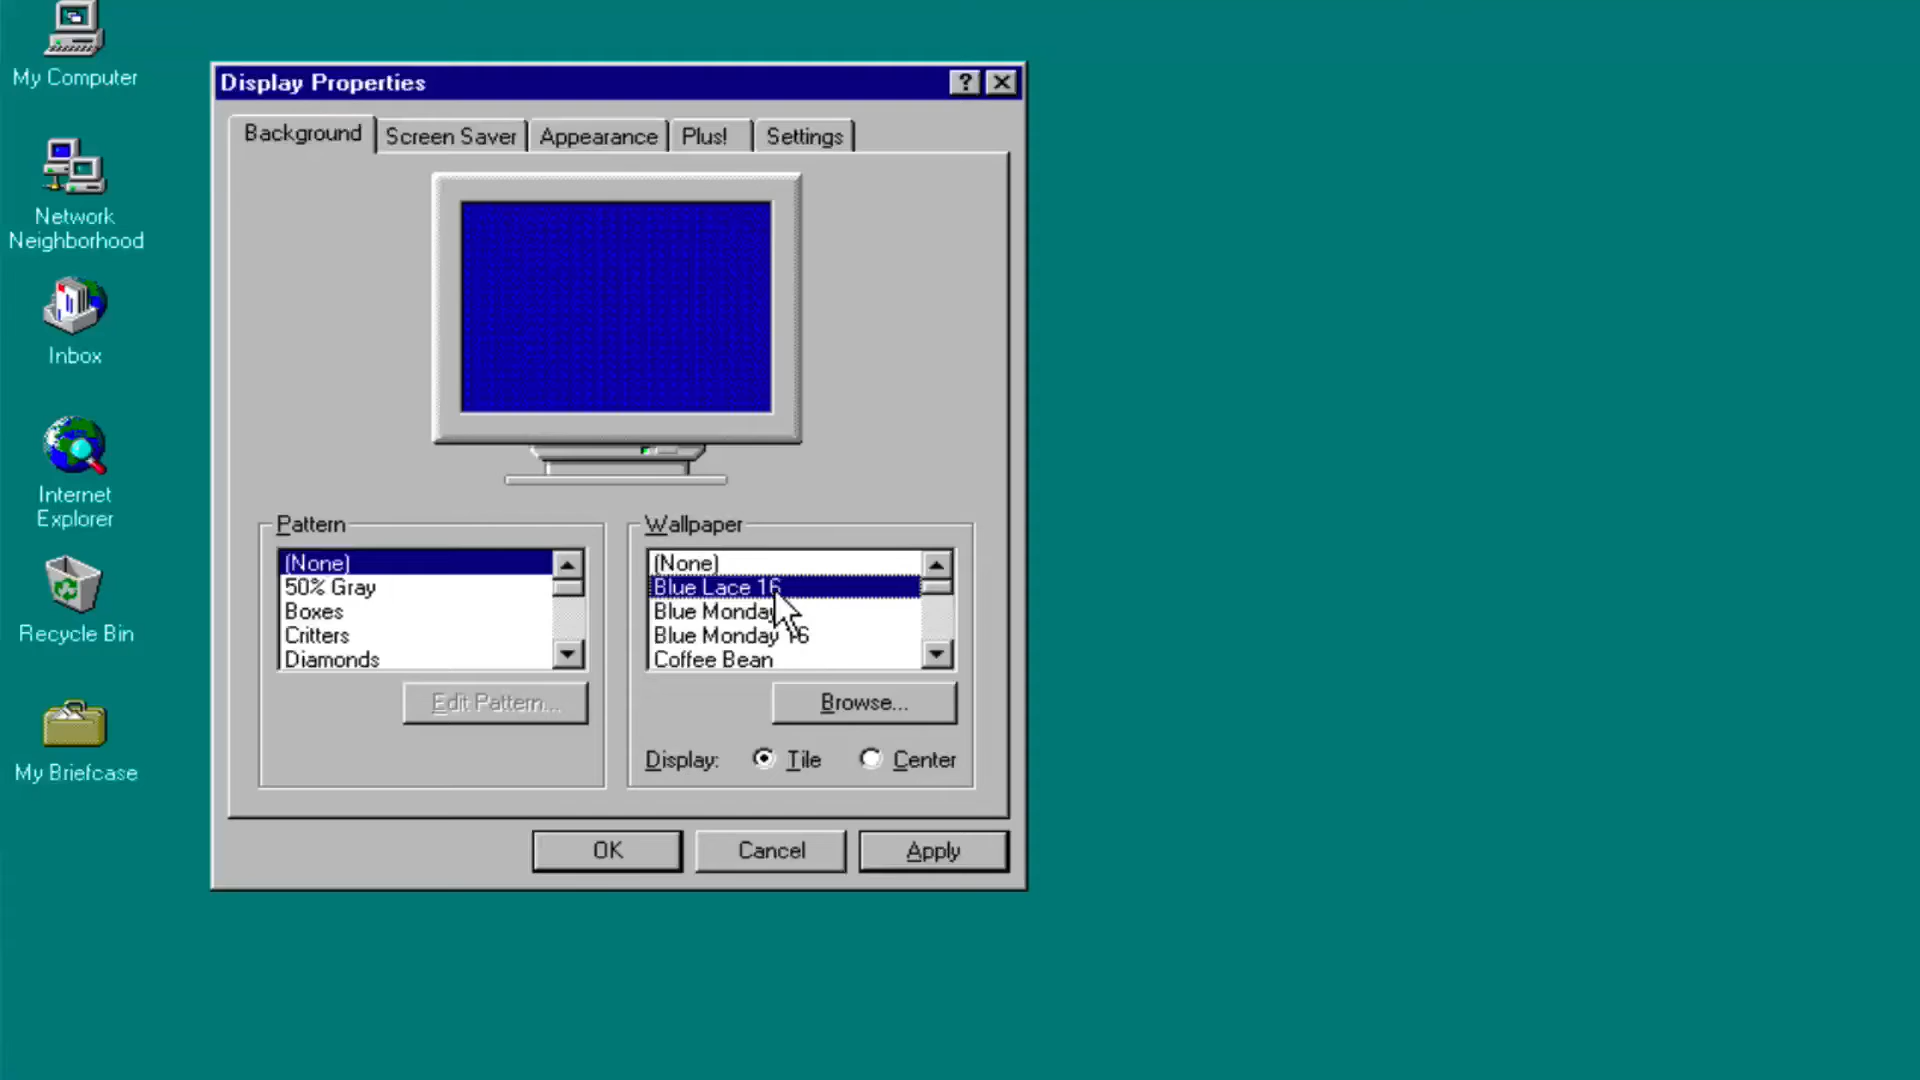 My Computer
Network
Neighborhood
Inbox
Internet
Explorer
Recycle Bin
My Briefcase
Display Properties
Background
Screen Saver
Appearance
Plus!
Settings
Pattern
(None)
50% Gray
Boxes
Critters
Diamonds
Edit Pattern...
Wallpaper
(None)
Blue Lace 16
Blue Monday
Blue Monday 16
Coffee Bean
Browse...
Display: Tile Center
OK
Cancel
Apply